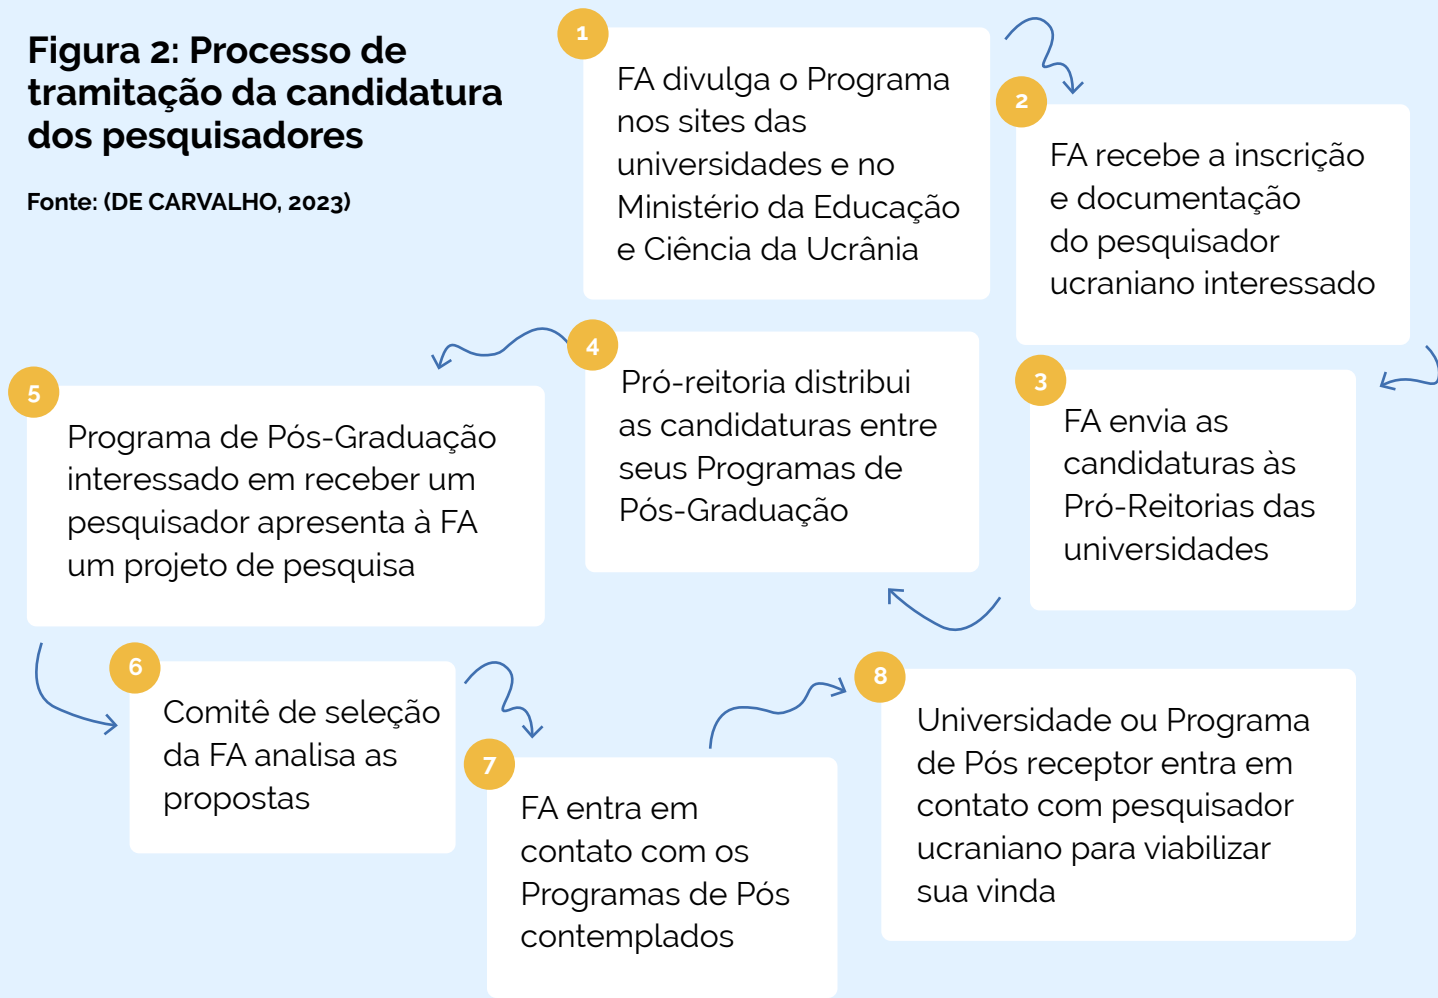 Figura 2: Processo de
tramitação da candidatura
dos pesquisadores
Fonte: (DE CARVALHO, 2023)
1
FA divulga o Programa
nos sites das
universidades e no
Ministério da Educação
e Ciência da Ucrânia
2
FA recebe a inscrição
e documentação
do pesquisador
ucraniano interessado
3
FA envia as
candidaturas às
Pró-Reitorias das
universidades
4
Pró-reitoria distribui
as candidaturas entre
seus Programas de
Pós-Graduação
5
Programa de Pós-Graduação
interessado em receber um
pesquisador apresenta à FA
um projeto de pesquisa
6
Comitê de seleção
da FA analisa as
propostas
7
FA entra em
contato com os
Programas de Pós
contemplados
8
Universidade ou Programa
de Pós receptor entra em
contato com pesquisador
ucraniano para viabilizar
sua vinda